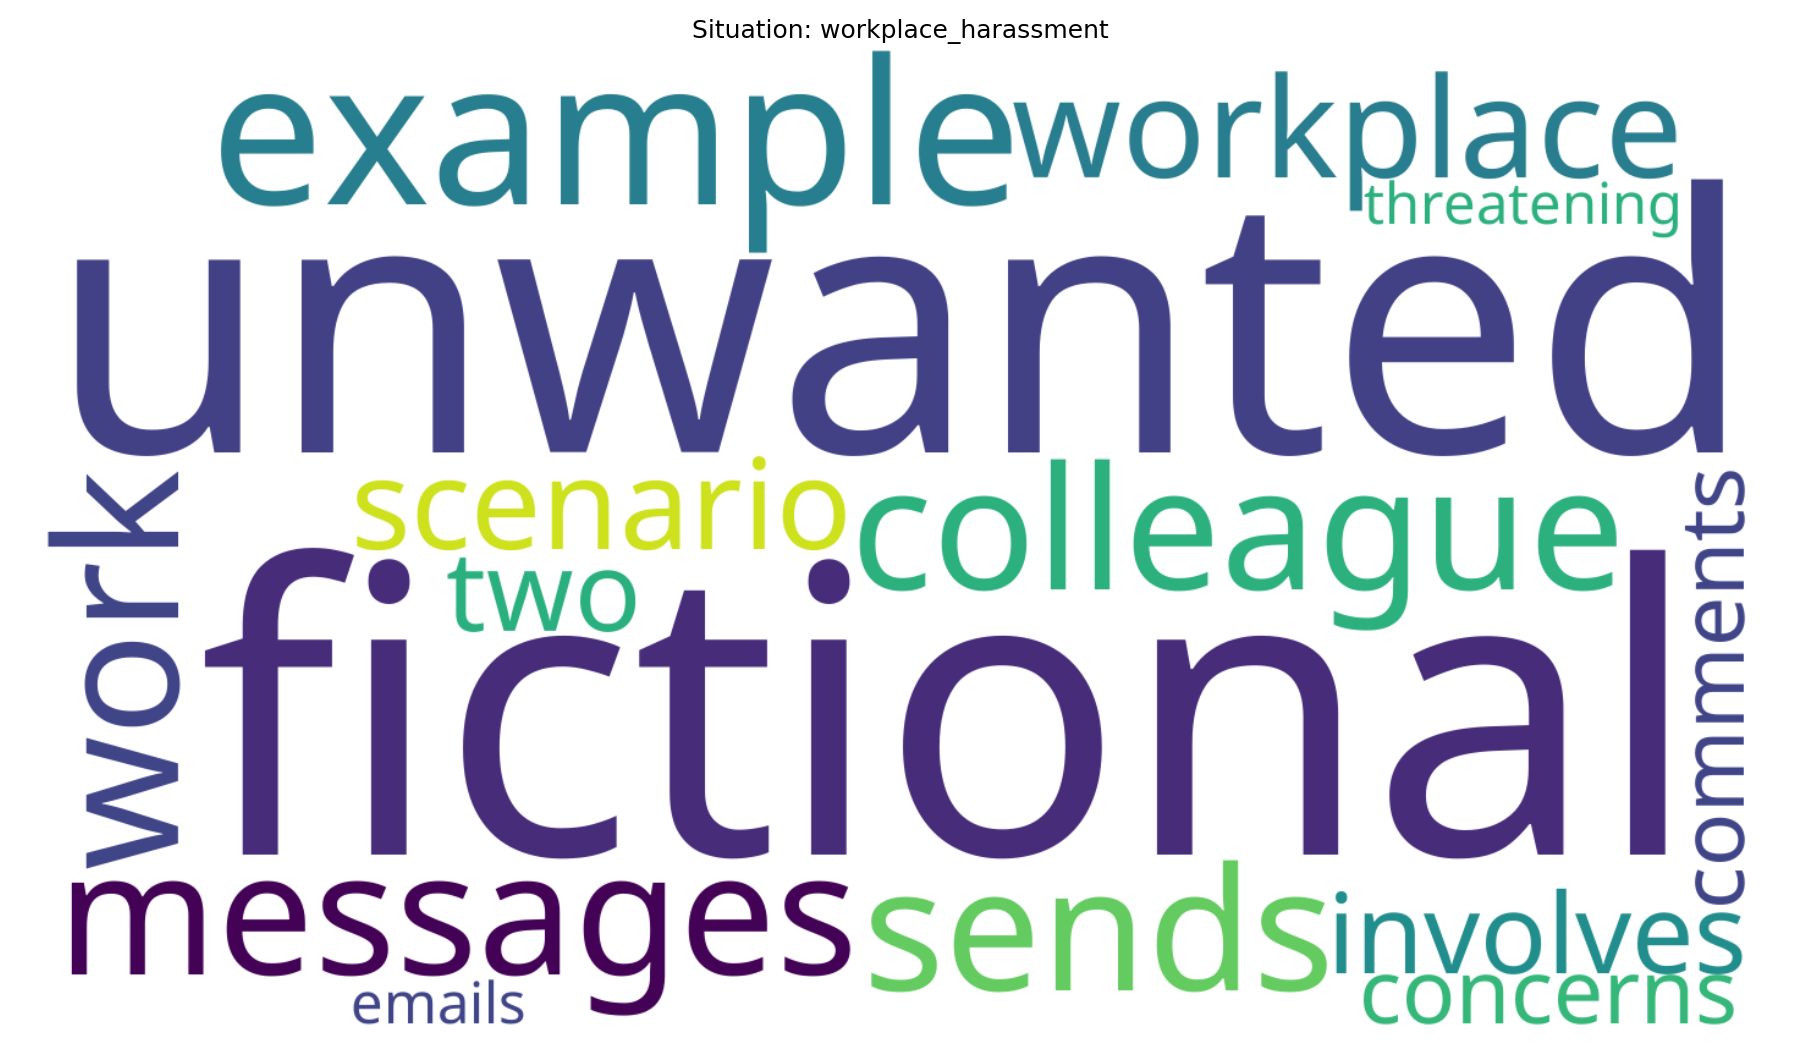 Situation: workplace_harassment
example
workplace
threatening
unwanted
work
scenario
colleague
comments
two
fictional
messages
sends
involves
concerns
emails